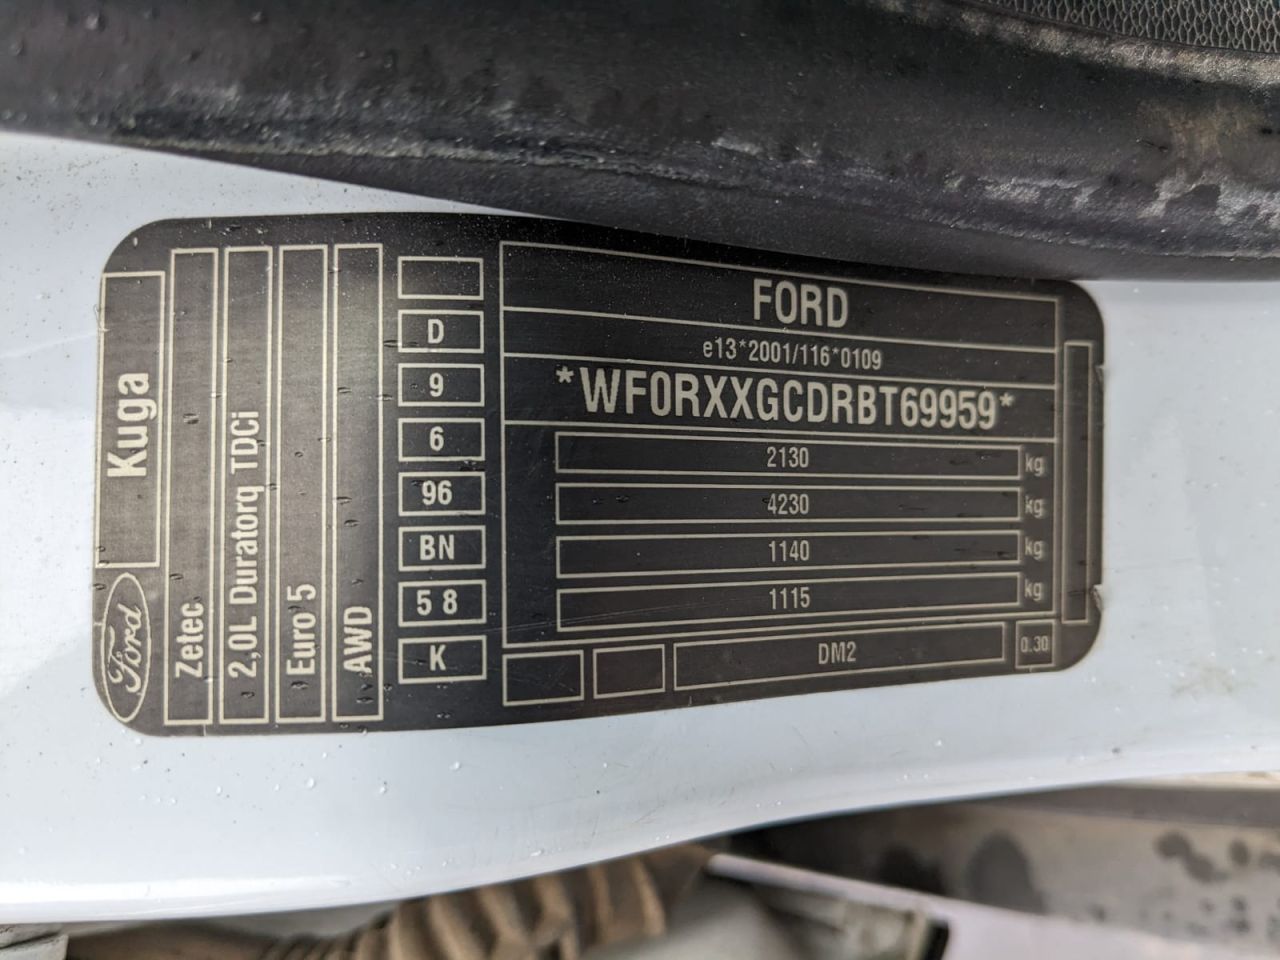 Ford
Kuga
Zetec
2,0L Duratorq TDCi
Euro 5
AWD
D
9
6
96
BN
5 8
K
FORD
e13*2001/116*0109
*WF0RXXGCDRBT69959*
2130 kg
4230 kg
1140 kg
1115 kg
DM2
0.30